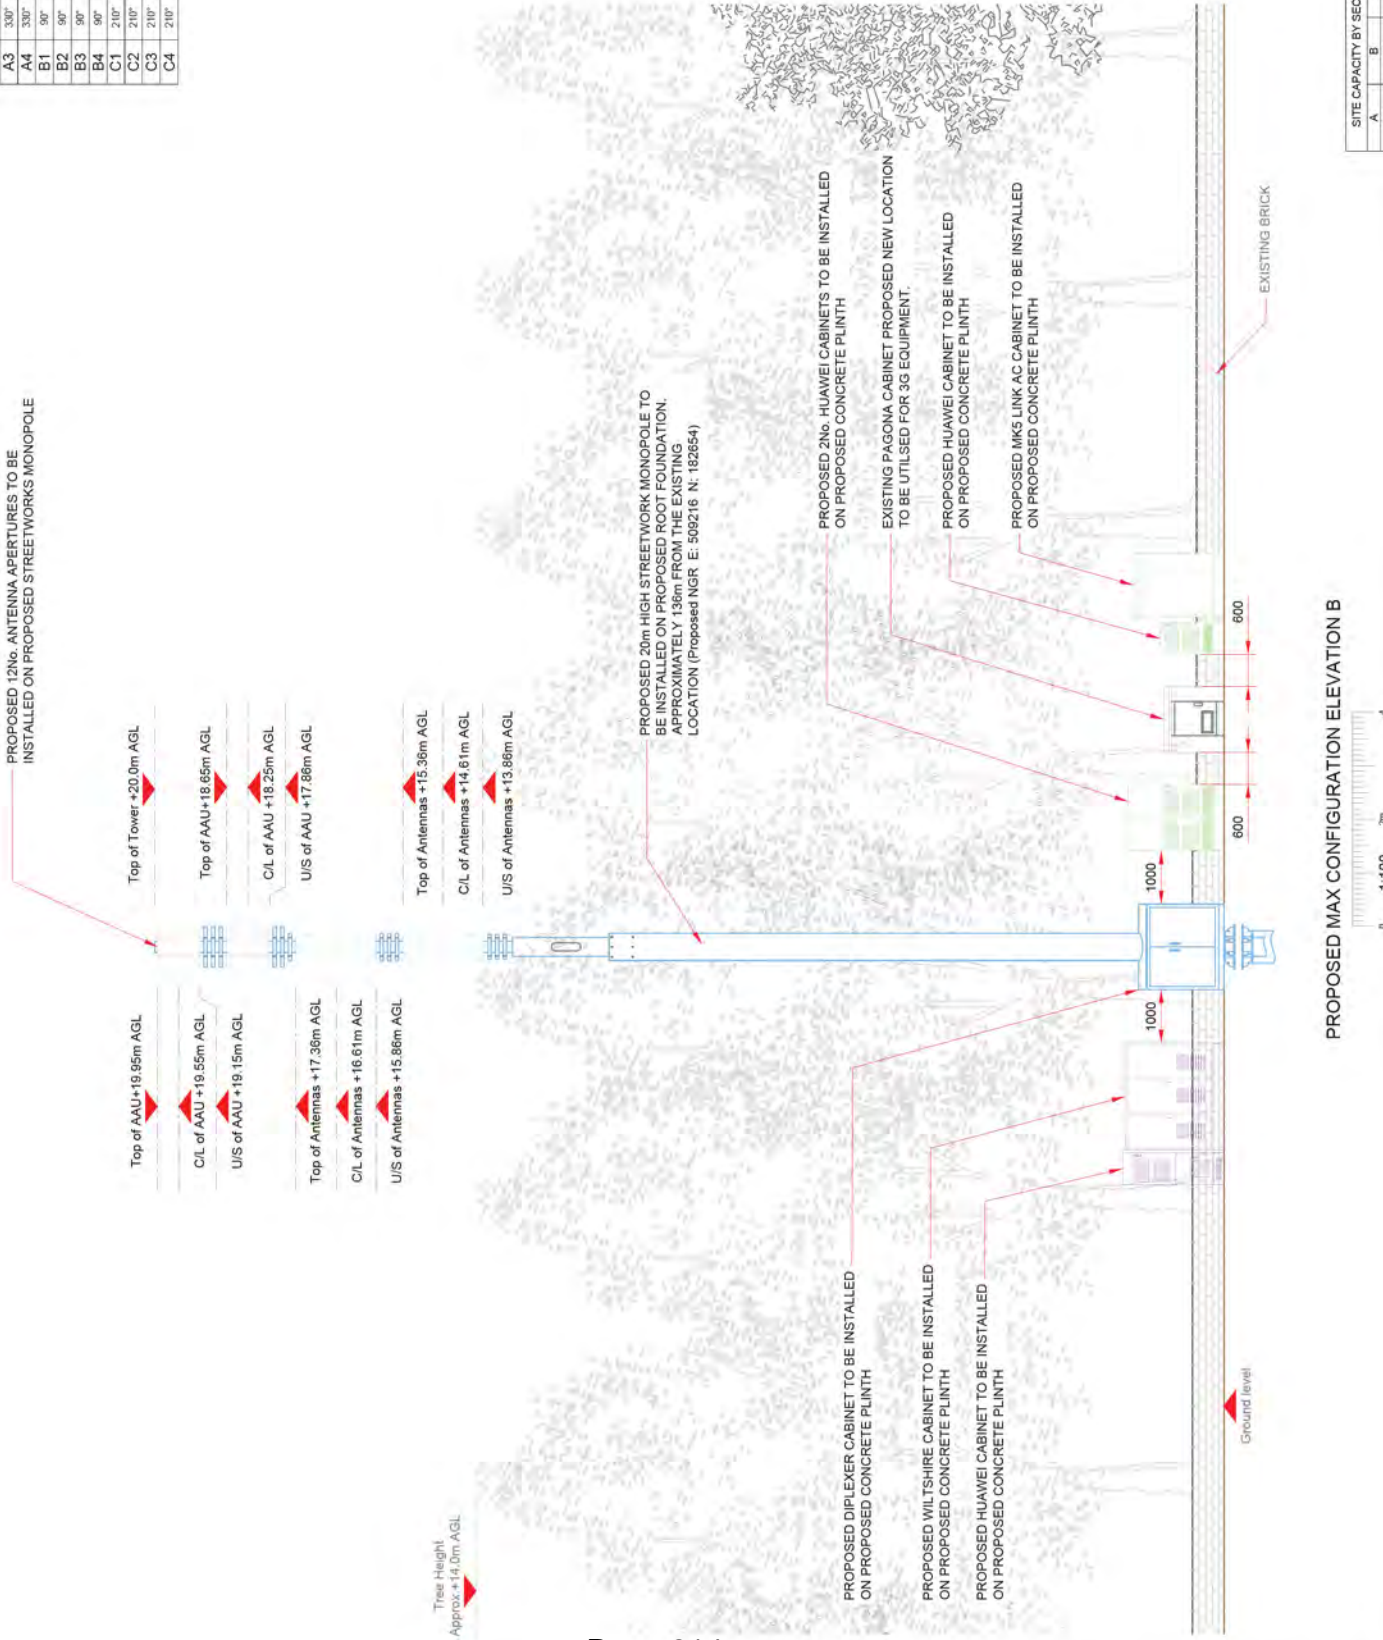 A3 330°
A4 330°
B1 90°
B2 90°
B3 90°
B4 90°
C1 210°
C2 210°
C3 210°
C4 210°
PROPOSED 12No. ANTENNA APERTURES TO BE
INSTALLED ON PROPOSED STREETWORKS MONOPOLE
Top of AAU+19.95m AGL
C/L of AAU +19.55m AGL
U/S of AAU +19.15m AGL
Top of Antennas +17.36m AGL
C/L of Antennas +16.61m AGL
U/S of Antennas +15.86m AGL
Top of Tower +20.0m AGL
Top of AAU+18.65m AGL
C/L of AAU +18.25m AGL
U/S of AAU +17.86m AGL
Top of Antennas +15.36m AGL
C/L of Antennas +14.61m AGL
U/S of Antennas +13.86m AGL
Tree Height
Approx.+14.0m AGL
PROPOSED 20m HIGH STREETWORK MONOPOLE TO
BE INSTALLED ON PROPOSED ROOT FOUNDATION.
APPROXIMATELY 136m FROM THE EXISTING
LOCATION (Proposed NGR E: 509216 N: 182654)
PROPOSED DIPLEXER CABINET TO BE INSTALLED
ON PROPOSED CONCRETE PLINTH
PROPOSED WILTSHIRE CABINET TO BE INSTALLED
ON PROPOSED CONCRETE PLINTH
PROPOSED HUAWEI CABINET TO BE INSTALLED
ON PROPOSED CONCRETE PLINTH
PROPOSED 2No. HUAWEI CABINETS TO BE INSTALLED
ON PROPOSED CONCRETE PLINTH
EXISTING PAGONA CABINET PROPOSED NEW LOCATION
TO BE UTILSED FOR 3G EQUIPMENT.
PROPOSED HUAWEI CABINET TO BE INSTALLED
ON PROPOSED CONCRETE PLINTH
PROPOSED MK5 LINK AC CABINET TO BE INSTALLED
ON PROPOSED CONCRETE PLINTH
1000
1000
600
600
Ground level
EXISTING BRICK
PROPOSED MAX CONFIGURATION ELEVATION B
SITE CAPACITY BY SEC
A B